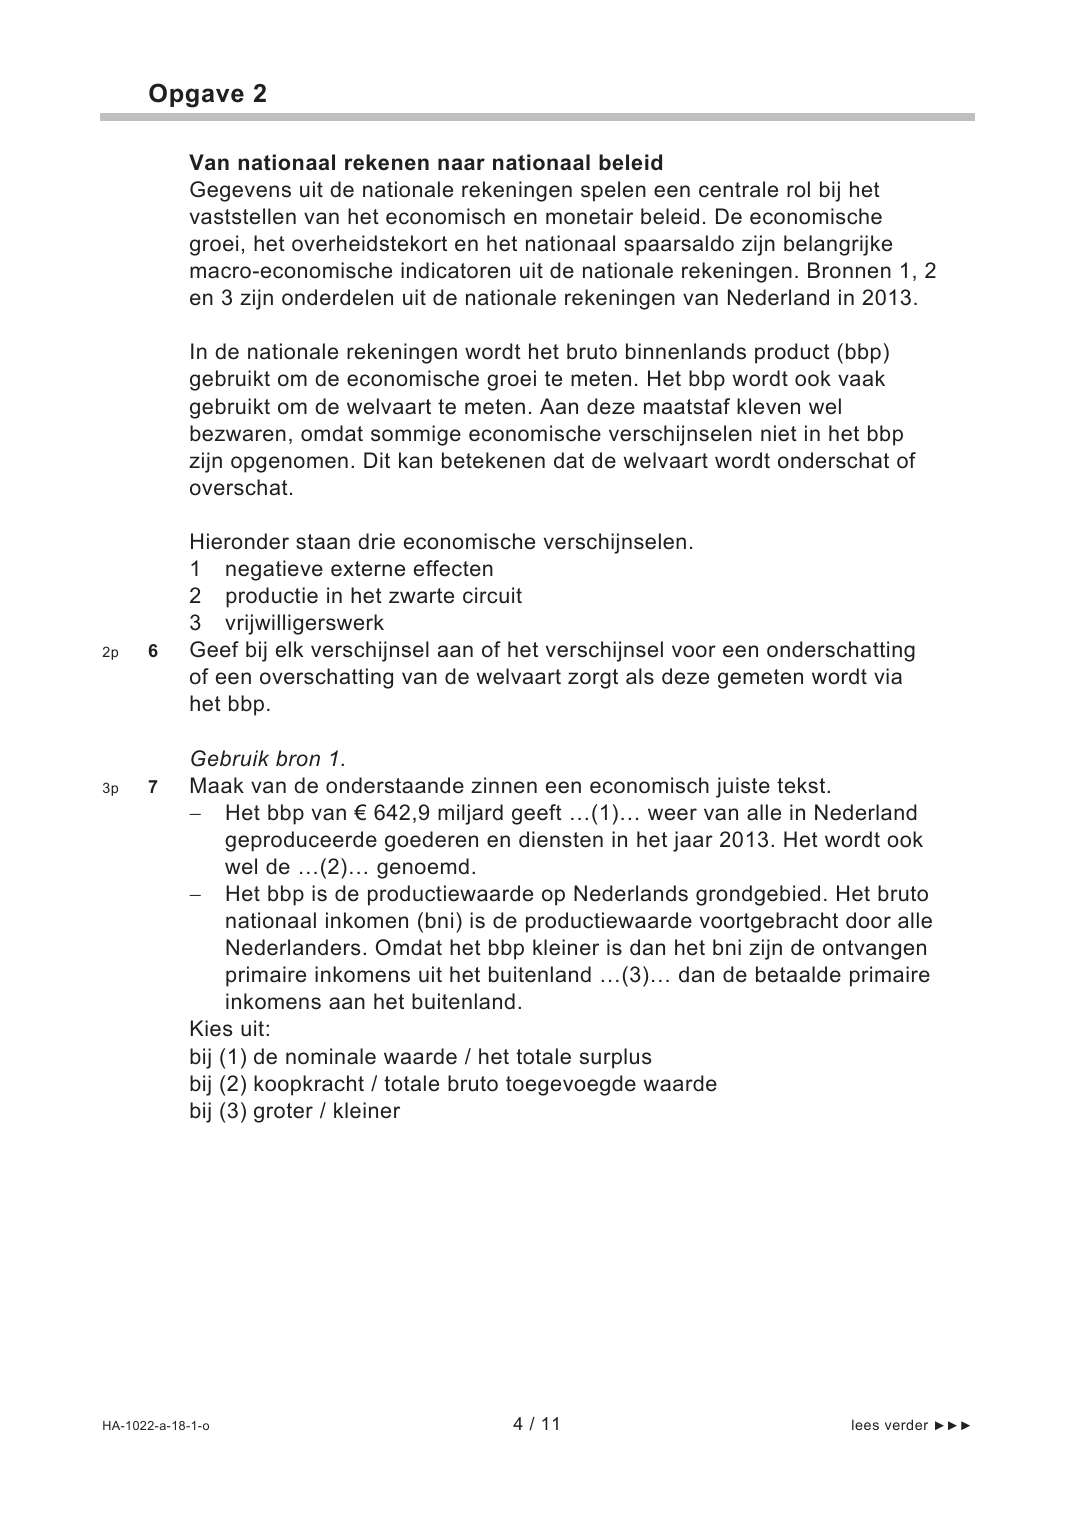 Opgave 2
Van nationaal rekenen naar nationaal beleid
Gegevens uit de nationale rekeningen spelen een centrale rol bij het
vaststellen van het economisch en monetair beleid. De economische
groei, het overheidstekort en het nationaal spaarsaldo zijn belangrijke
macro-economische indicatoren uit de nationale rekeningen. Bronnen 1, 2
en 3 zijn onderdelen uit de nationale rekeningen van Nederland in 2013.
In de nationale rekeningen wordt het bruto binnenlands product (bbp)
gebruikt om de economische groei te meten. Het bbp wordt ook vaak
gebruikt om de welvaart te meten. Aan deze maatstaf kleven wel
bezwaren, omdat sommige economische verschijnselen niet in het bbp
zijn opgenomen. Dit kan betekenen dat de welvaart wordt onderschat of
overschat.
Hieronder staan drie economische verschijnselen.
1 negatieve externe effecten
2 productie in het zwarte circuit
3 vrijwilligerswerk
2p 6 Geef bij elk verschijnsel aan of het verschijnsel voor een onderschatting
of een overschatting van de welvaart zorgt als deze gemeten wordt via
het bbp.
Gebruik bron 1.
3p 7 Maak van de onderstaande zinnen een economisch juiste tekst.
– Het bbp van € 642,9 miljard geeft …(1)… weer van alle in Nederland
geproduceerde goederen en diensten in het jaar 2013. Het wordt ook
wel de …(2)… genoemd.
– Het bbp is de productiewaarde op Nederlands grondgebied. Het bruto
nationaal inkomen (bni) is de productiewaarde voortgebracht door alle
Nederlanders. Omdat het bbp kleiner is dan het bni zijn de ontvangen
primaire inkomens uit het buitenland …(3)… dan de betaalde primaire
inkomens aan het buitenland.
Kies uit:
bij (1) de nominale waarde / het totale surplus
bij (2) koopkracht / totale bruto toegevoegde waarde
bij (3) groter / kleiner
HA-1022-a-18-1-o 4 / 11 lees verder ►►►